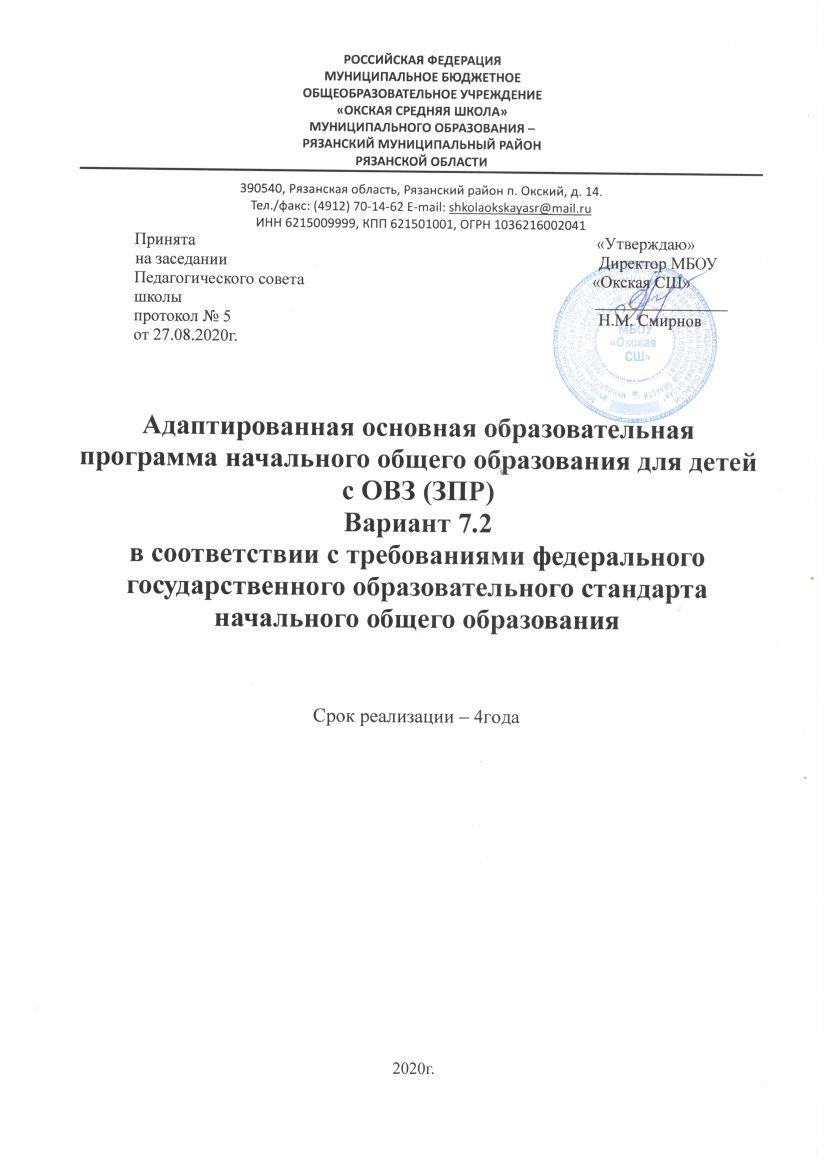 РОССИЙСКАЯ ФЕДЕРАЦИЯ
МУНИЦИПАЛЬНОЕ БЮДЖЕТНОЕ
ОБЩЕОБРАЗОВАТЕЛЬНОЕ УЧРЕЖДЕНИЕ
«ОКСКАЯ СРЕДНЯЯ ШКОЛА»
МУНИЦИПАЛЬНОГО ОБРАЗОВАНИЯ –
РЯЗАНСКИЙ МУНИЦИПАЛЬНЫЙ РАЙОН
РЯЗАНСКОЙ ОБЛАСТИ
390540, Рязанская область, Рязанский район п. Окский, д. 14.
Тел./факс: (4912) 70-14-62 E-mail: shkolaokskayasr@mail.ru
ИНН 6215009999, КПП 621501001, ОГРН 1036216002041
Принята
на заседании
Педагогического совета
школы
протокол № 5
от 27.08.2020г.
«Утверждаю»
Директор МБОУ
«Окская СШ»
Н.М. Смирнов
МБОУ
«Окская
СШ»
Адаптированная основная образовательная
программа начального общего образования для детей
с ОВЗ (ЗПР)
Вариант 7.2
в соответствии с требованиями федерального
государственного образовательного стандарта
начального общего образования
Срок реализации – 4года
2020г.